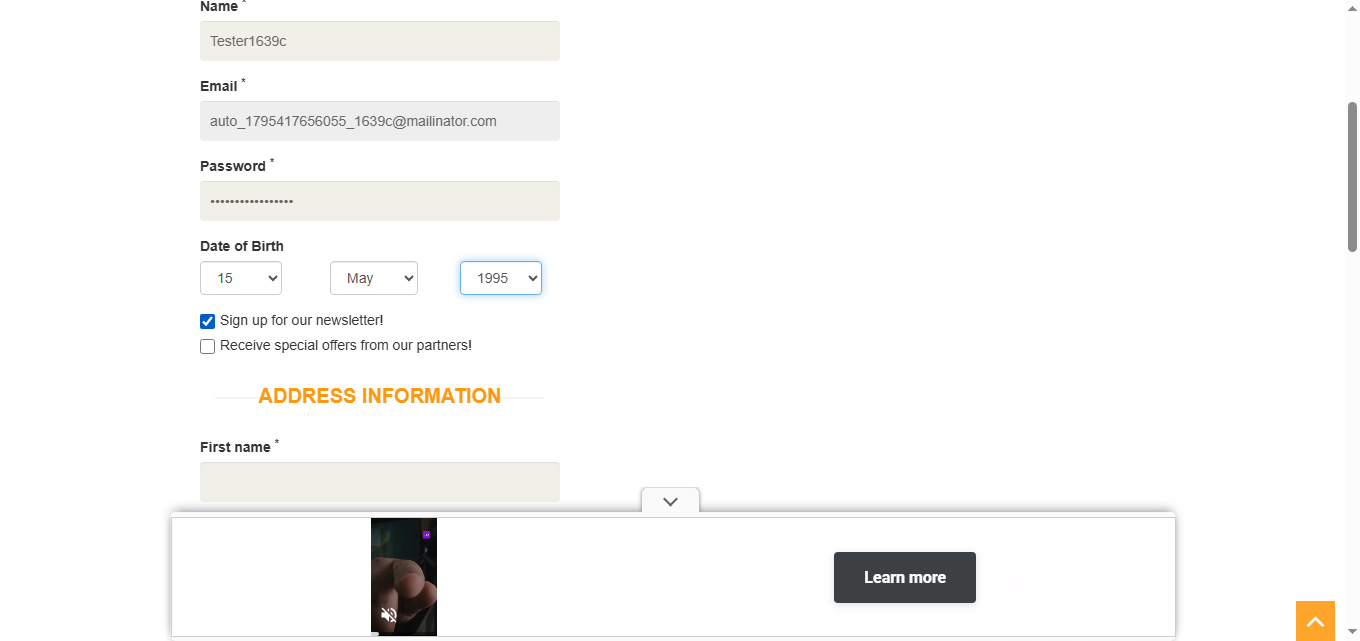 Name *
Tester1639c
Email *
auto_1795417656055_1639c@mailinator.com
Password *
•••••••••••••••••
Date of Birth
15 May 1995
Sign up for our newsletter!
Receive special offers from our partners!
ADDRESS INFORMATION
First name *
Learn more